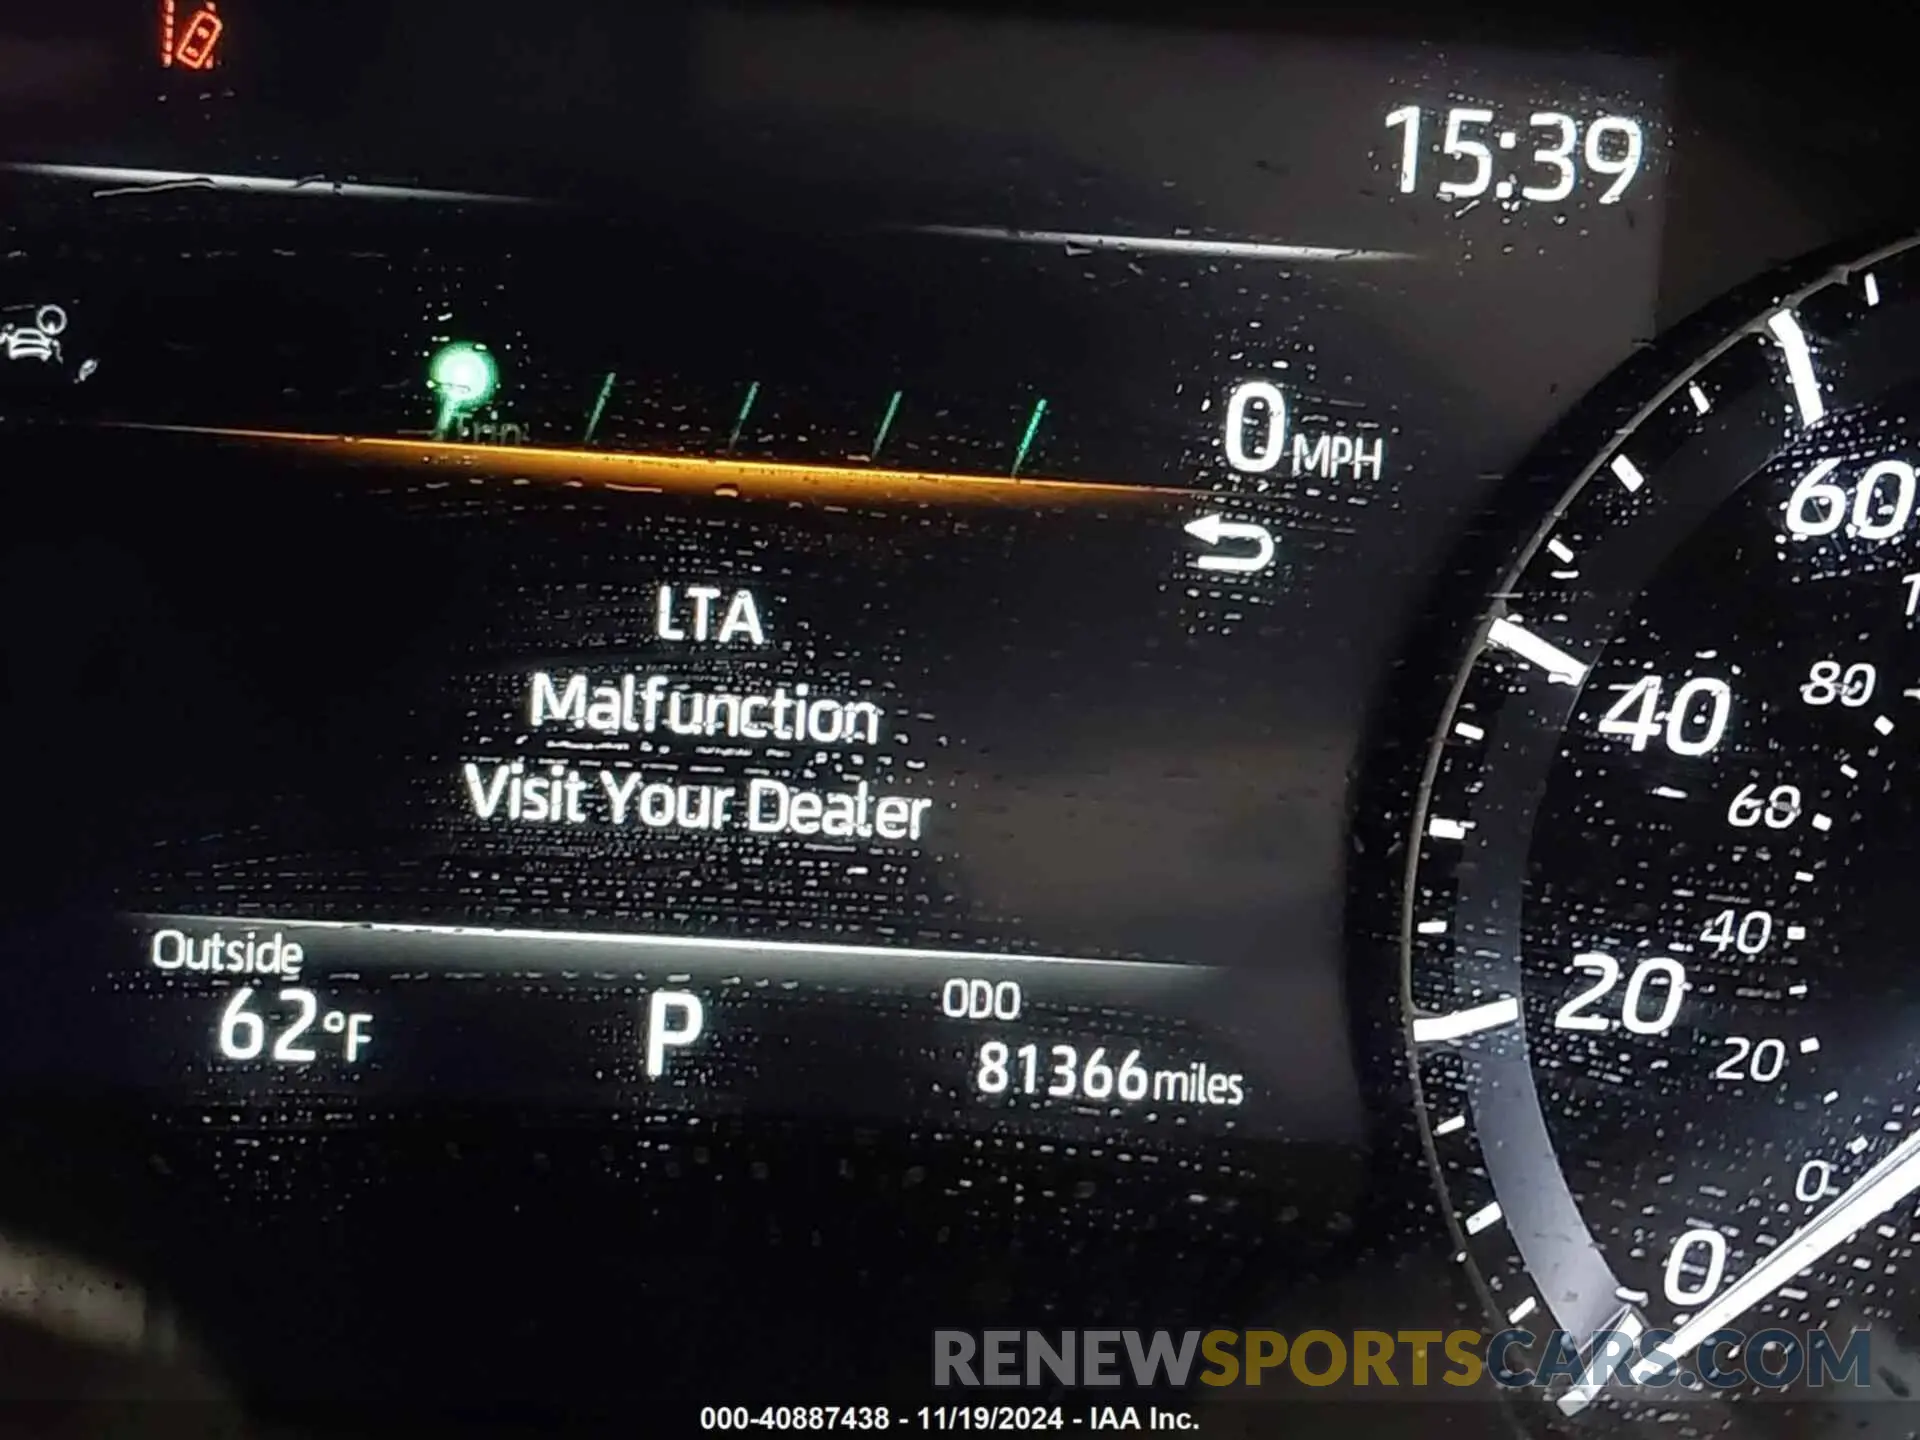 15:39
0 MPH
LTA
Malfunction
Visit Your Dealer
Outside
62°F
P
ODO
81366 miles
60
40
80
60
40
20
20
0
0
RENEWSPORTSCARS.COM
000-40887438 - 11/19/2024 - IAA Inc.